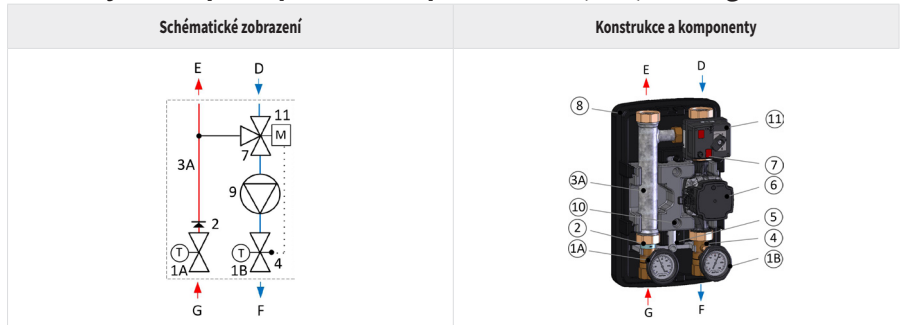 Schématické zobrazení
Konstrukce a komponenty
E D
11
M
7
3A
9
2
T T
1A 1B 4
G F
E D
8
11
7
3A
6
10
5
2
4
1A
1B
G F